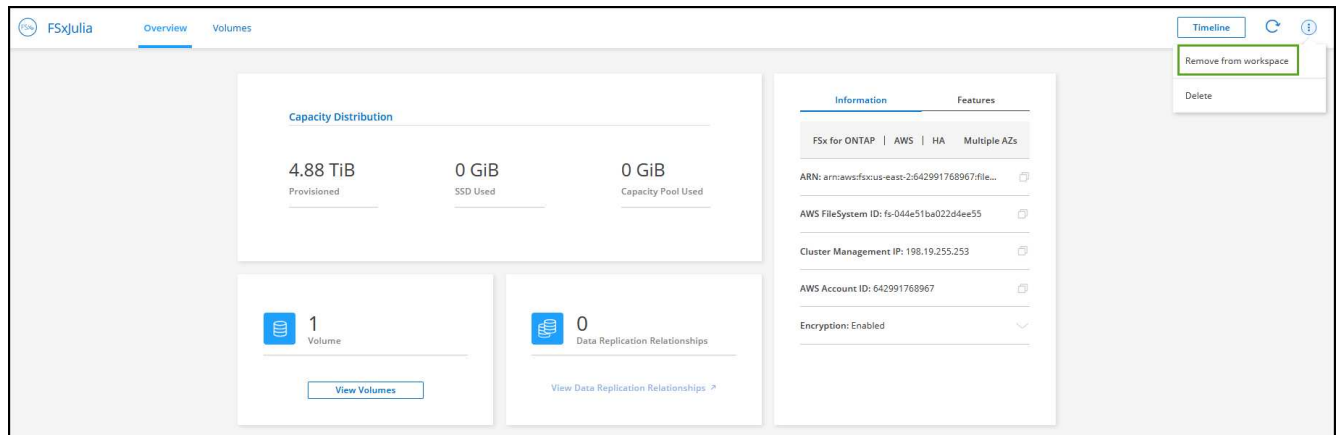 FSx FSxJulia Overview Volumes Timeline
Remove from workspace
Delete
Capacity Distribution
4.88 TiB 0 GiB 0 GiB
Provisioned SSD Used Capacity Pool Used
Information Features
FSx for ONTAP | AWS | HA Multiple AZs
ARN: arn:aws:fsx:us-east-2:642991768967:file...
AWS FileSystem ID: fs-044e51ba022d4ee55
Cluster Management IP: 198.19.255.253
AWS Account ID: 642991768967
Encryption: Enabled
1
Volume
View Volumes
0
Data Replication Relationships
View Data Replication Relationships